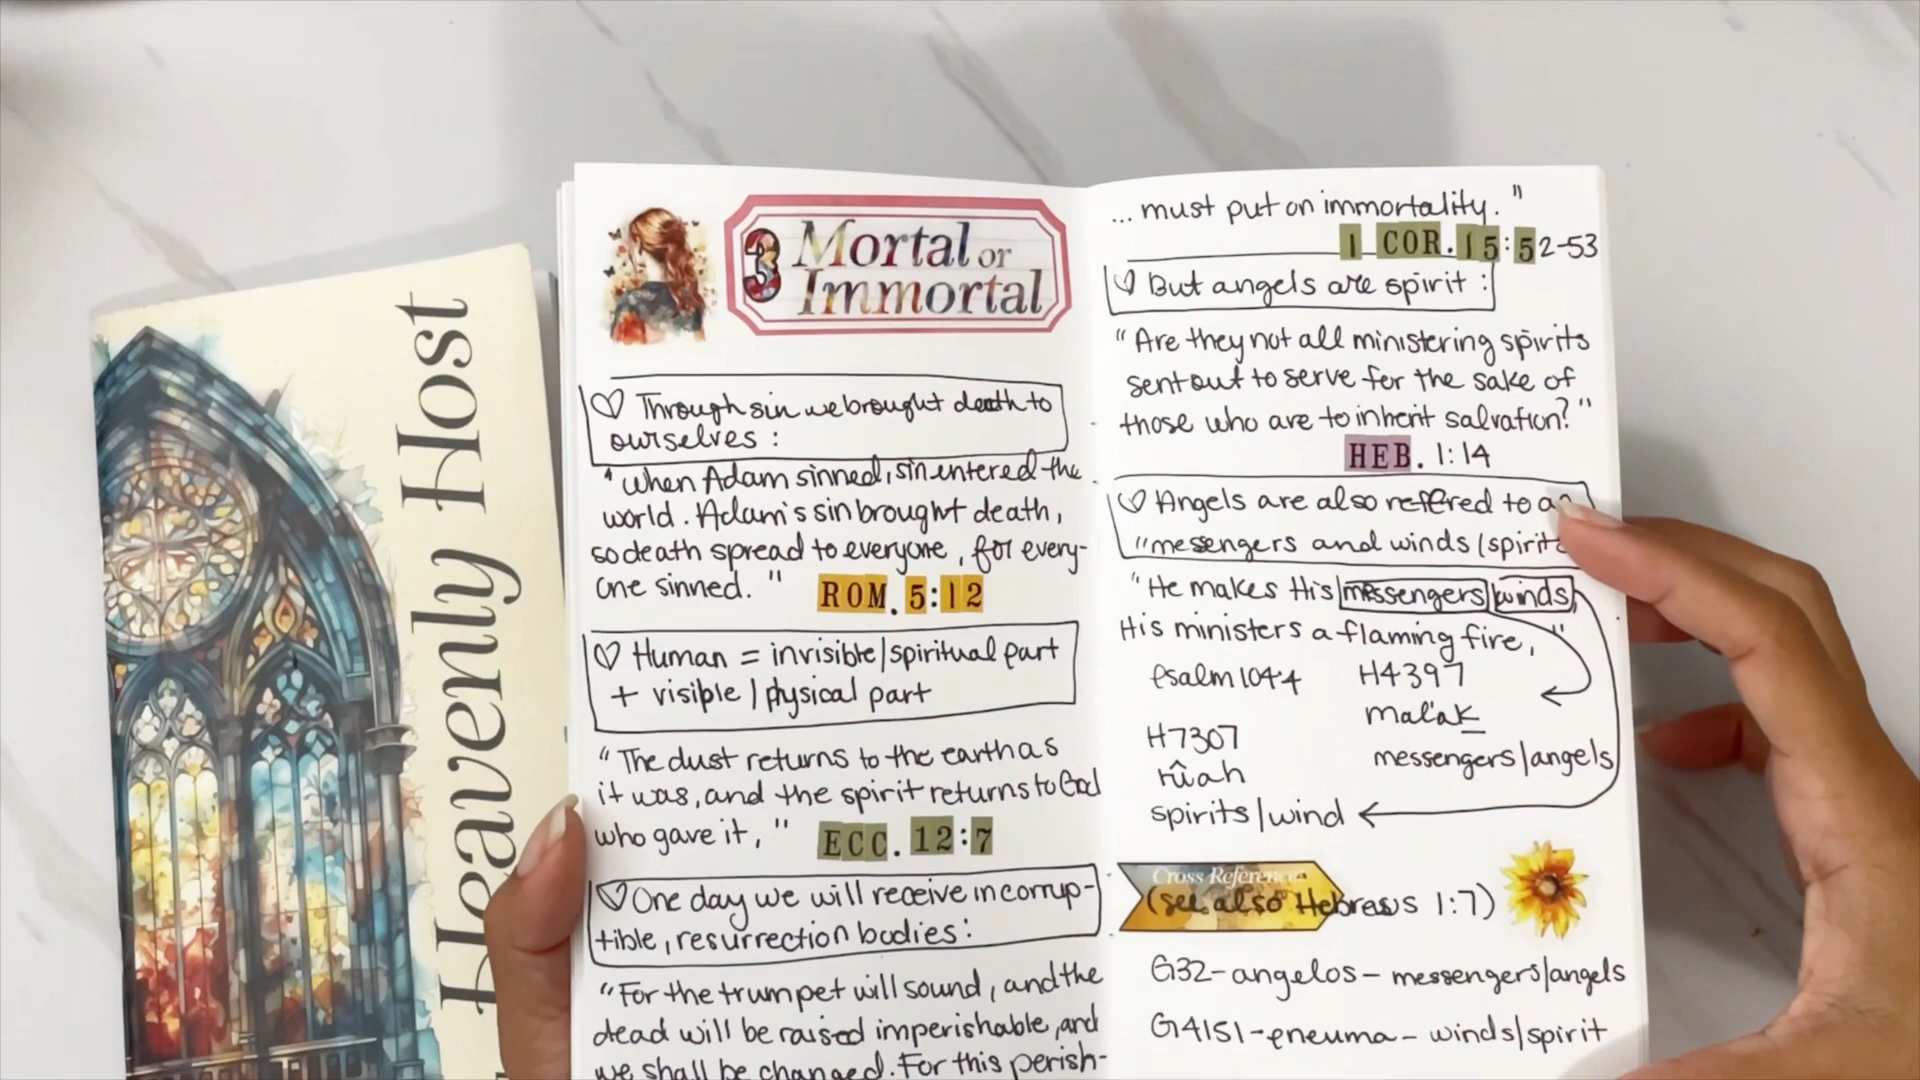 Heavenly Host
3 Mortal or
Immortal
Through sin we brought death to
ourselves :
"When Adam sinned, sin entered the
world. Adam's sin brought death,
so death spread to everyone, for every-
one sinned. "
ROM. 5:12
Human = invisible/spiritual part
+ visible / physical part
"The dust returns to the earth as
it was, and the spirit returns to God
who gave it, "
ECC. 12:7
One day we will receive incorrup-
tible, resurrection bodies:
"For the trumpet will sound, and the
dead will be raised imperishable, and
we shall be changed. For this perish-
... must put on immortality. "
1 COR. 15:52-53
But angels are spirit :
"Are they not all ministering spirits
sent out to serve for the sake of
those who are to inherit salvation?"
HEB. 1:14
Angels are also reffered to
"messengers and winds (spirits
"He makes His messengers winds,
His ministers a flaming fire, "
Psalm 104:4
H4397
mal'ak
messengers/angels
H7307
rûah
spirits/wind
Cross Reference
(see also Hebrews 1:7)
G32-angelos- messengers/angels
G4151-pneuma- winds/spirit